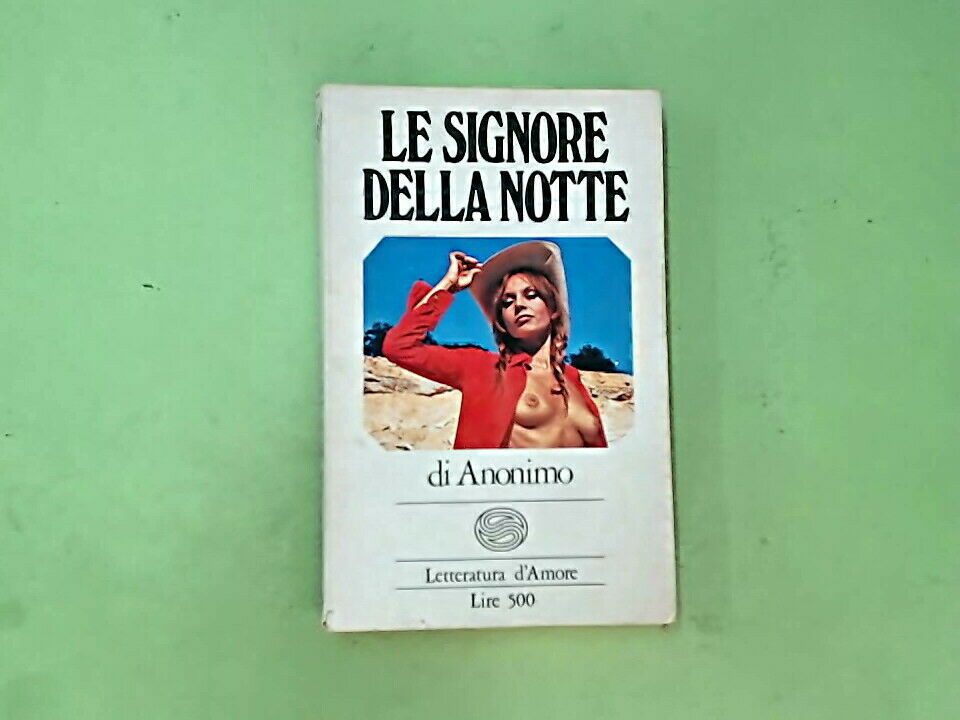 LE SIGNORE
DELLA NOTTE
di Anonimo
Letteratura d'Amore
Lire 500